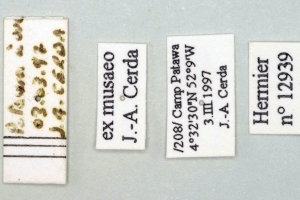 ex musaeo
J.-A. Cerda
/208/ Camp Patawa
4°32'30"N 52°9'W
3.III 1997
J.-A. Cerda
Hermier
n° 12939